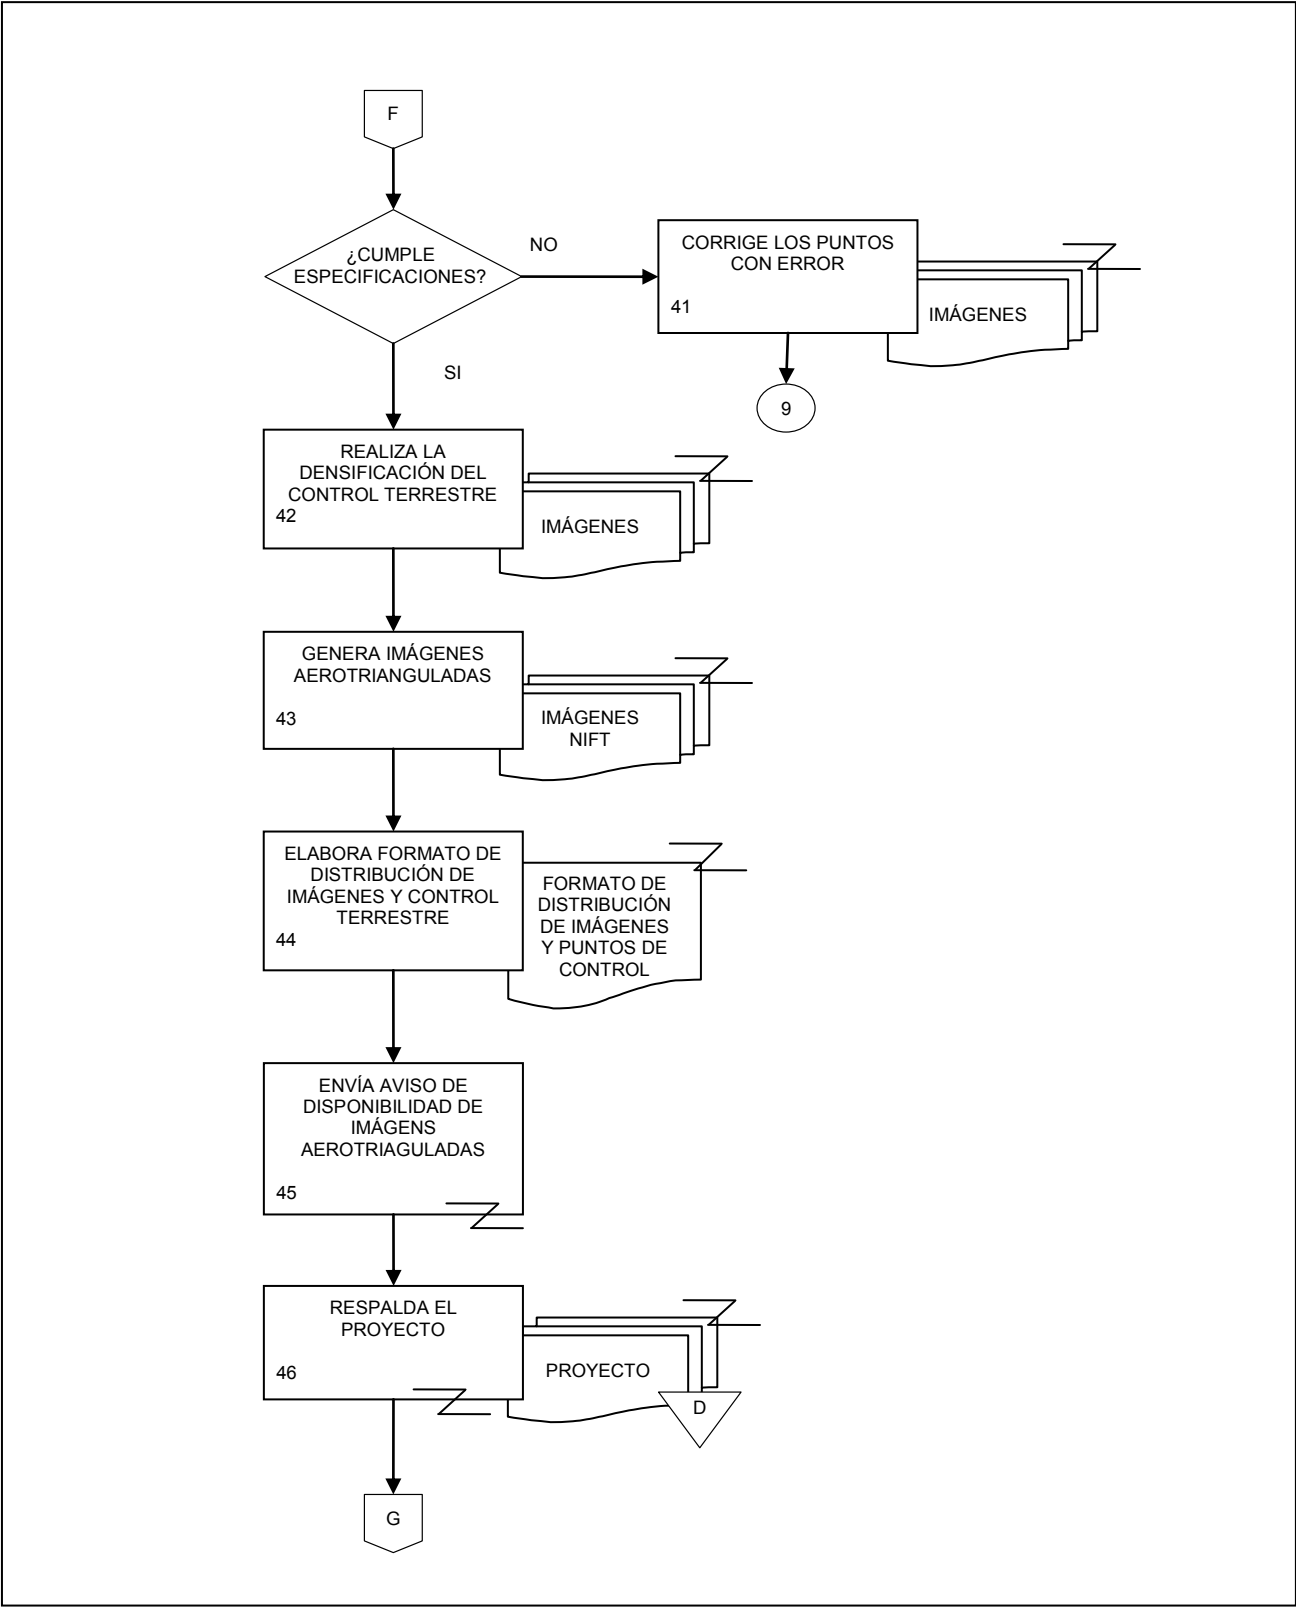 F
¿CUMPLE
ESPECIFICACIONES?
NO
CORRIGE LOS PUNTOS
CON ERROR
41
IMÁGENES
9
SI
REALIZA LA
DENSIFICACIÓN DEL
CONTROL TERRESTRE
42
IMÁGENES
GENERA IMÁGENES
AEROTRIANGULADAS
43
IMÁGENES
NIFT
ELABORA FORMATO DE
DISTRIBUCIÓN DE
IMÁGENES Y CONTROL
TERRESTRE
44
FORMATO DE
DISTRIBUCIÓN
DE IMÁGENES
Y PUNTOS DE
CONTROL
ENVÍA AVISO DE
DISPONIBILIDAD DE
IMÁGENS
AEROTRIAGULADAS
45
RESPALDA EL
PROYECTO
46
PROYECTO
D
G